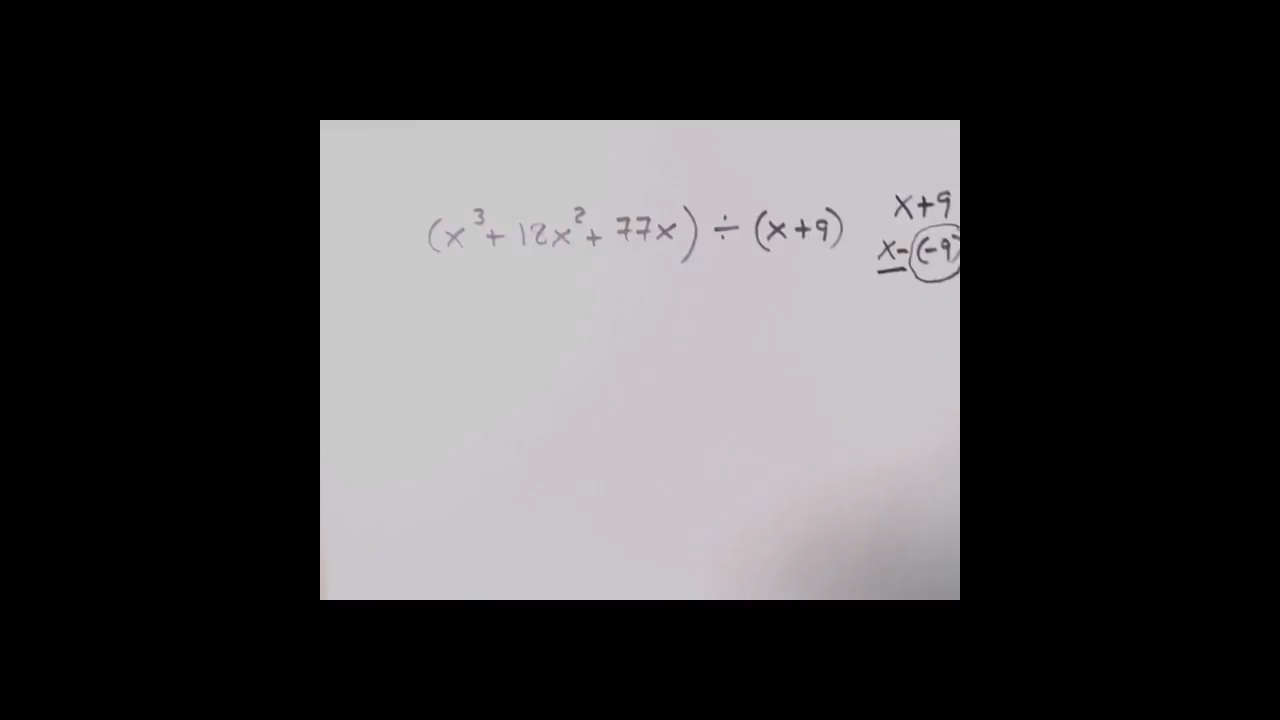 (x³+ 12x²+ 77x) ÷ (x+9)
x+9
x-(-9)